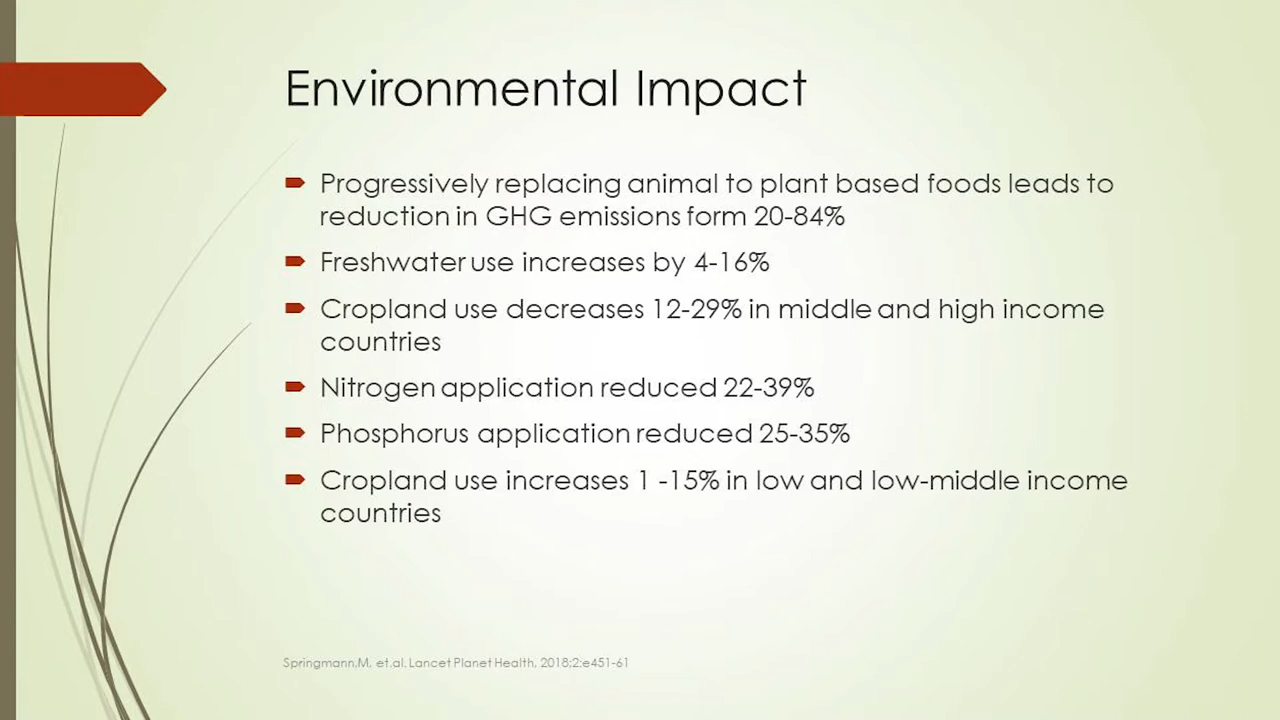 Environmental Impact
Progressively replacing animal to plant based foods leads to
reduction in GHG emissions form 20-84%
Freshwater use increases by 4-16%
Cropland use decreases 12-29% in middle and high income
countries
Nitrogen application reduced 22-39%
Phosphorus application reduced 25-35%
Cropland use increases 1 -15% in low and low-middle income
countries
Springmann,M, et.al. Lancet Planet Health, 2018;2:e451-61